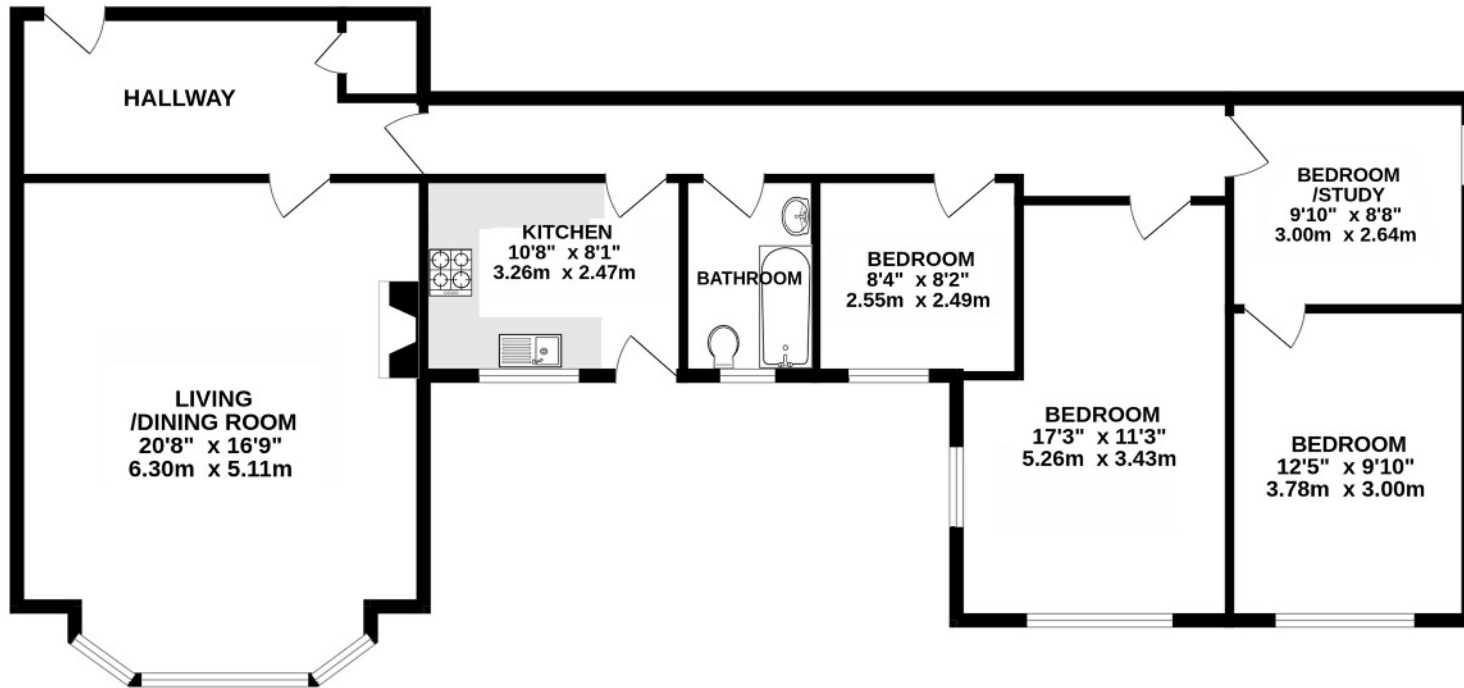 HALLWAY
LIVING
/DINING ROOM
20'8" x 16'9"
6.30m x 5.11m
KITCHEN
10'8" x 8'1"
3.26m x 2.47m
BATHROOM
BEDROOM
8'4" x 8'2"
2.55m x 2.49m
BEDROOM
17'3" x 11'3"
5.26m x 3.43m
BEDROOM
/STUDY
9'10" x 8'8"
3.00m x 2.64m
BEDROOM
12'5" x 9'10"
3.78m x 3.00m